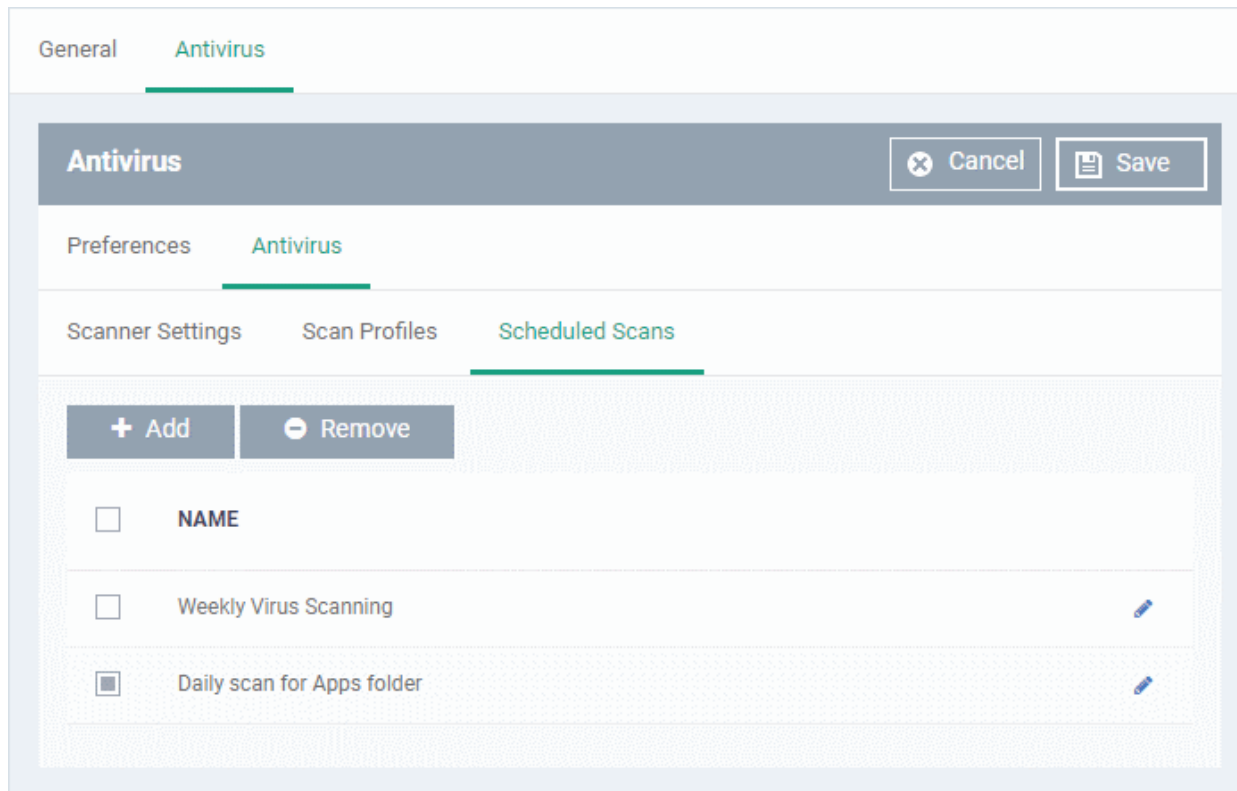 General Antivirus
Antivirus Cancel Save
Preferences Antivirus
Scanner Settings Scan Profiles Scheduled Scans
Add Remove
NAME
Weekly Virus Scanning
Daily scan for Apps folder